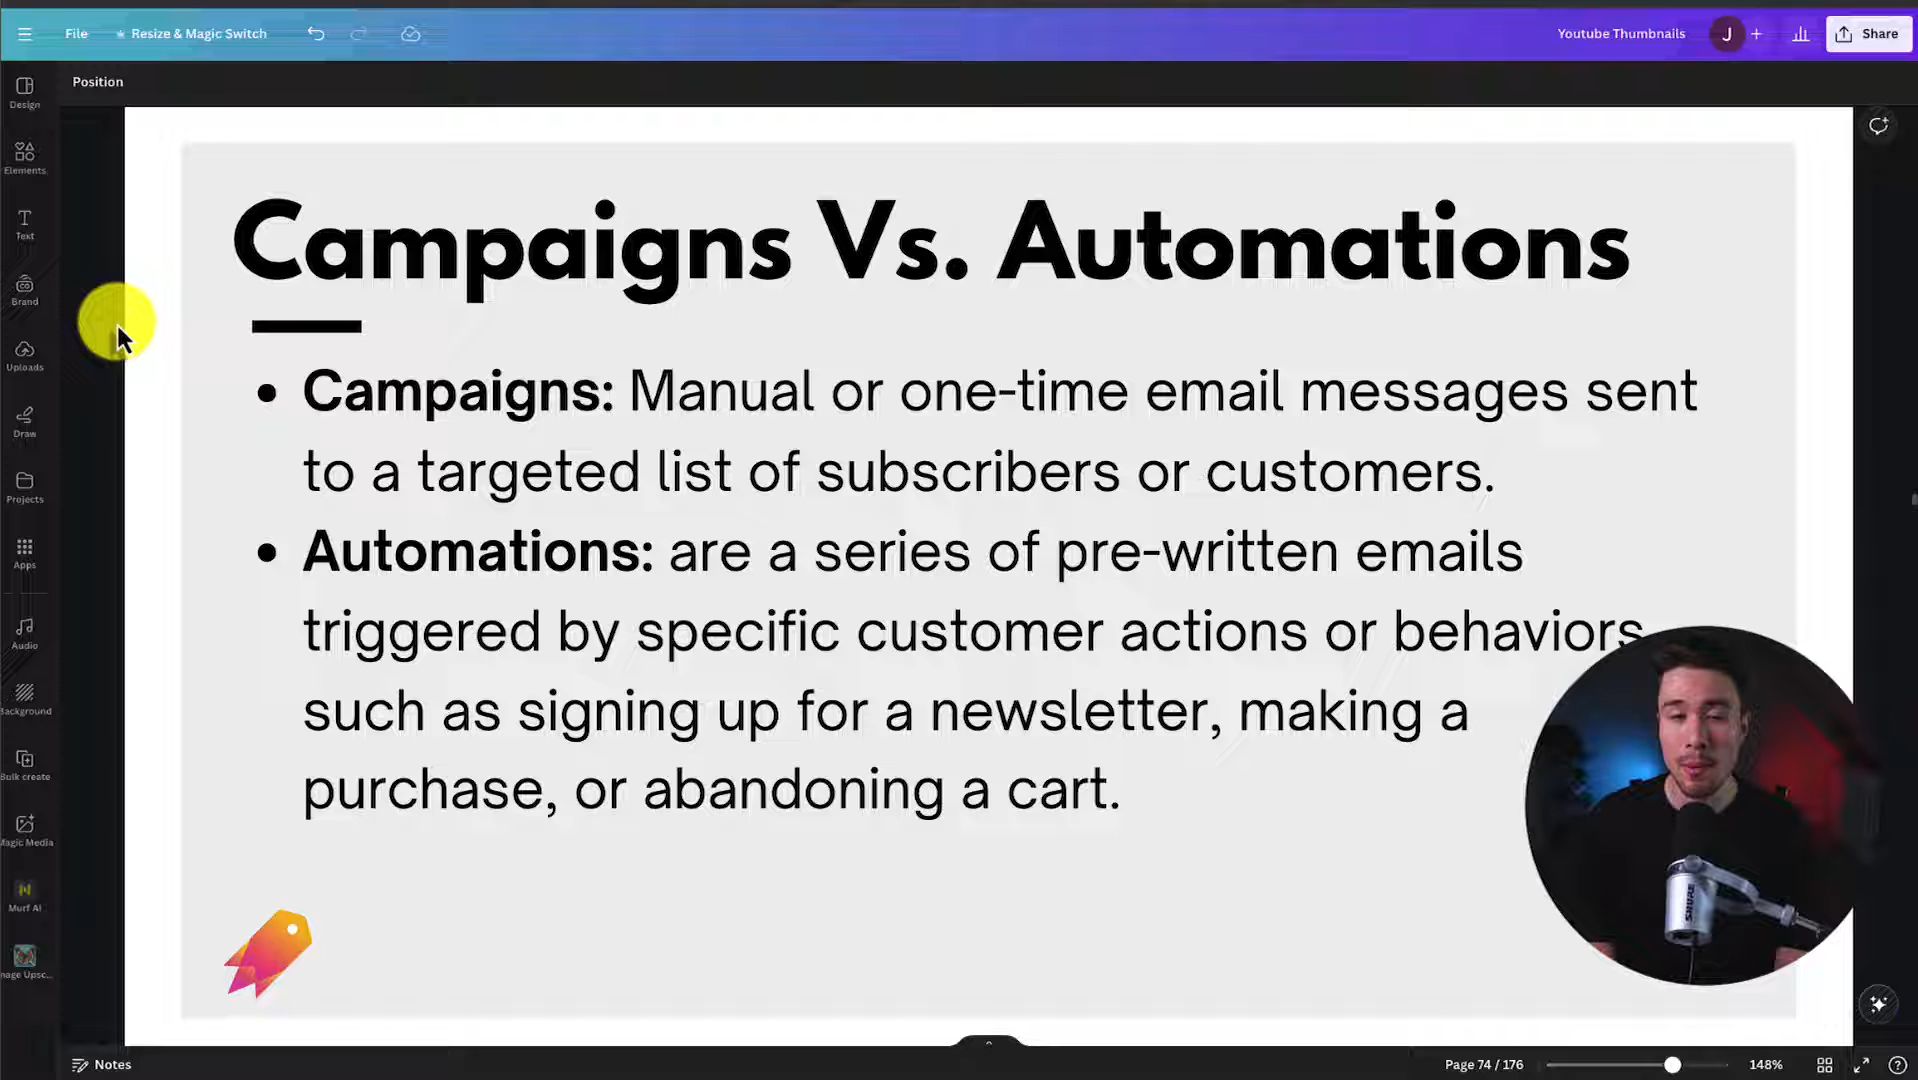 File
Resize & Magic Switch
Youtube Thumbnails
J
Share
Position
Design
Elements
Text
Brand
Uploads
Draw
Projects
Apps
Audio
Background
Bulk create
Magic Media
Murf AI
mage Upsc...
Campaigns Vs. Automations
• Campaigns: Manual or one-time email messages sent
to a targeted list of subscribers or customers.
• Automations: are a series of pre-written emails
triggered by specific customer actions or behaviors
such as signing up for a newsletter, making a
purchase, or abandoning a cart.
SHURE
Notes
Page 74 / 176
148%